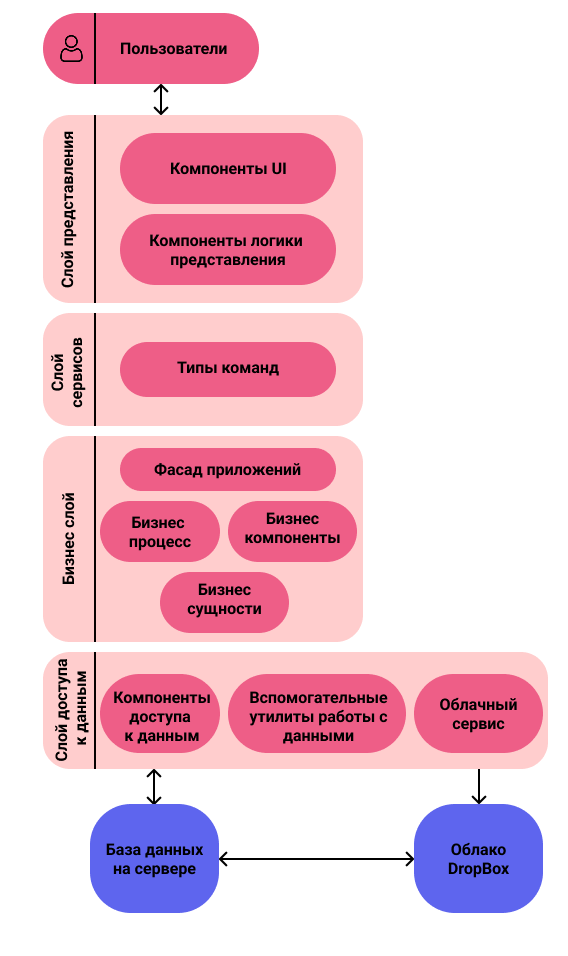 Пользователи
Слой представления
Компоненты UI
Компоненты логики
представления
Слой
сервисов
Типы команд
Бизнес слой
Фасад приложений
Бизнес
процесс
Бизнес
компоненты
Бизнес
сущности
Слой доступа
к данным
Компоненты
доступа
к данным
Вспомогательные
утилиты работы с
данными
Облачный
сервис
База данных
на сервере
Облако
DropBox